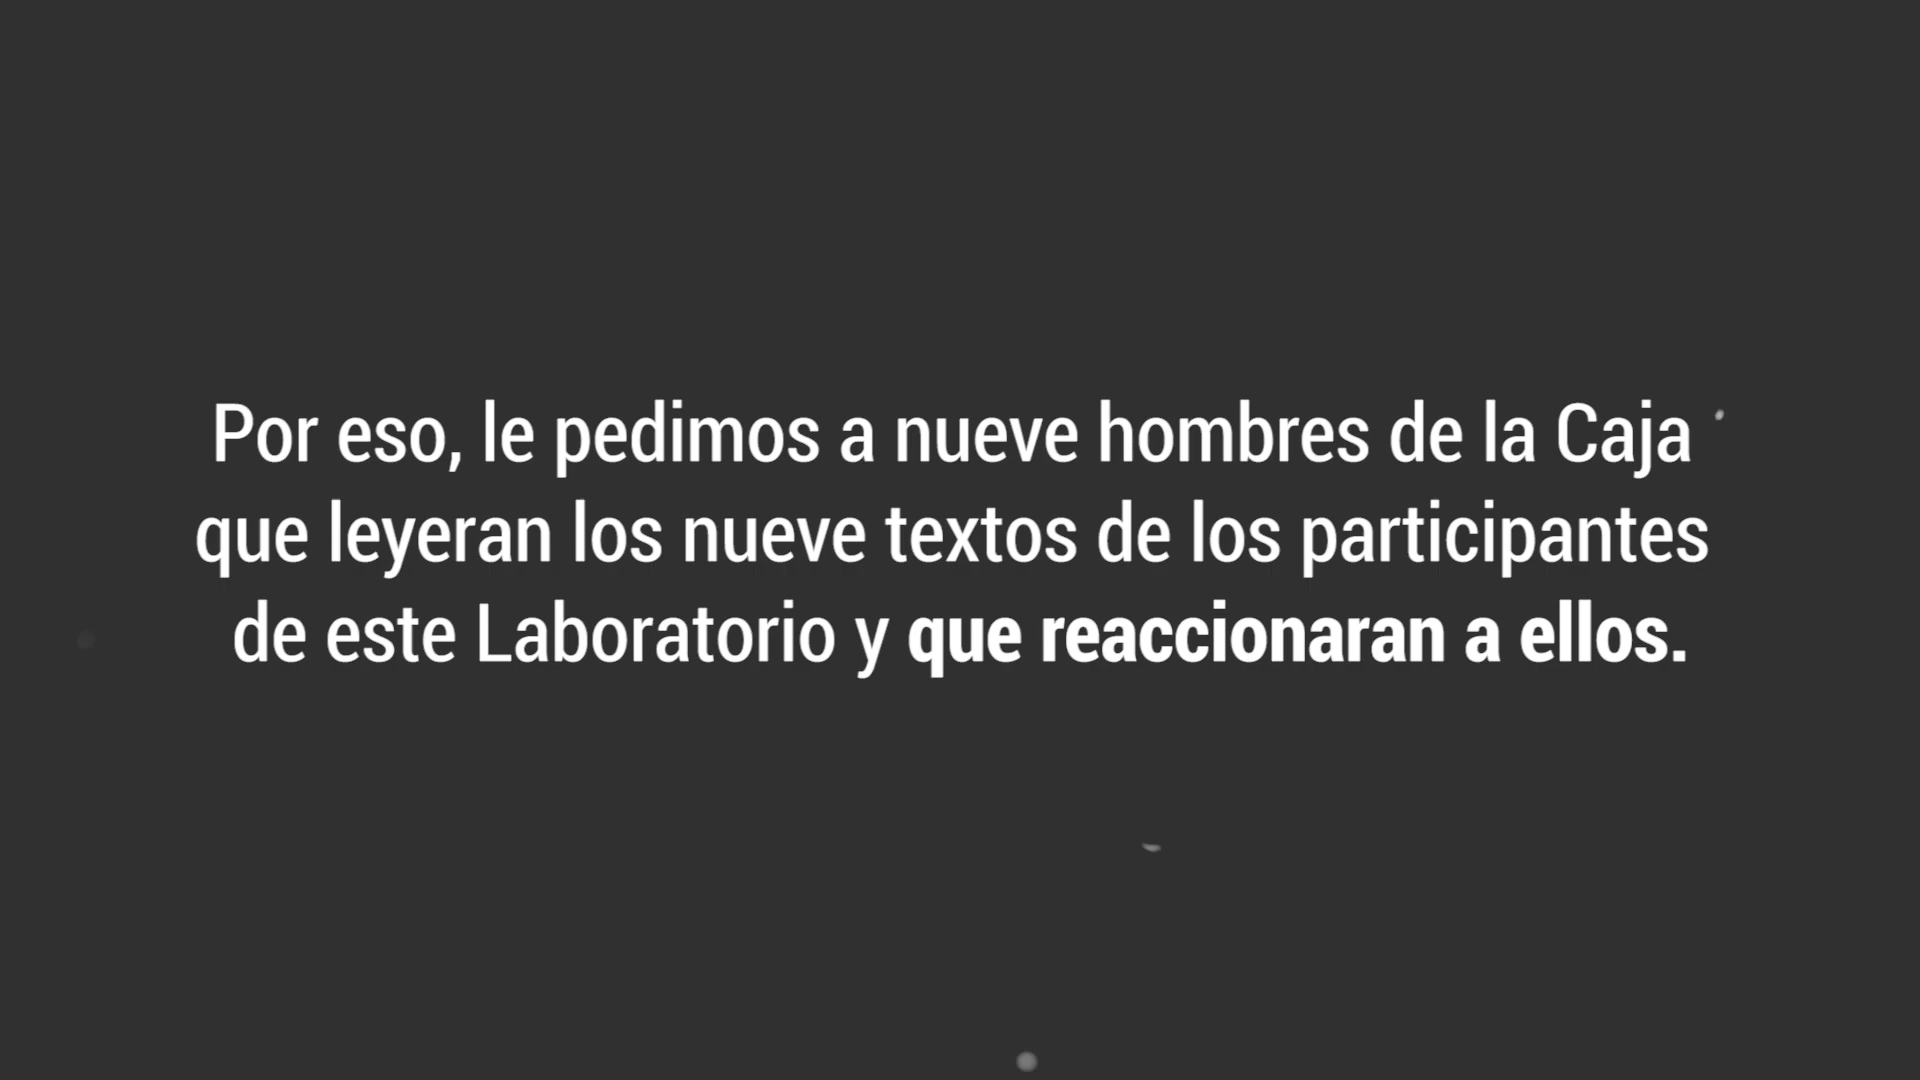 Por eso, le pedimos a nueve hombres de la Caja
que leyeran los nueve textos de los participantes
de este Laboratorio y que reaccionaran a ellos.